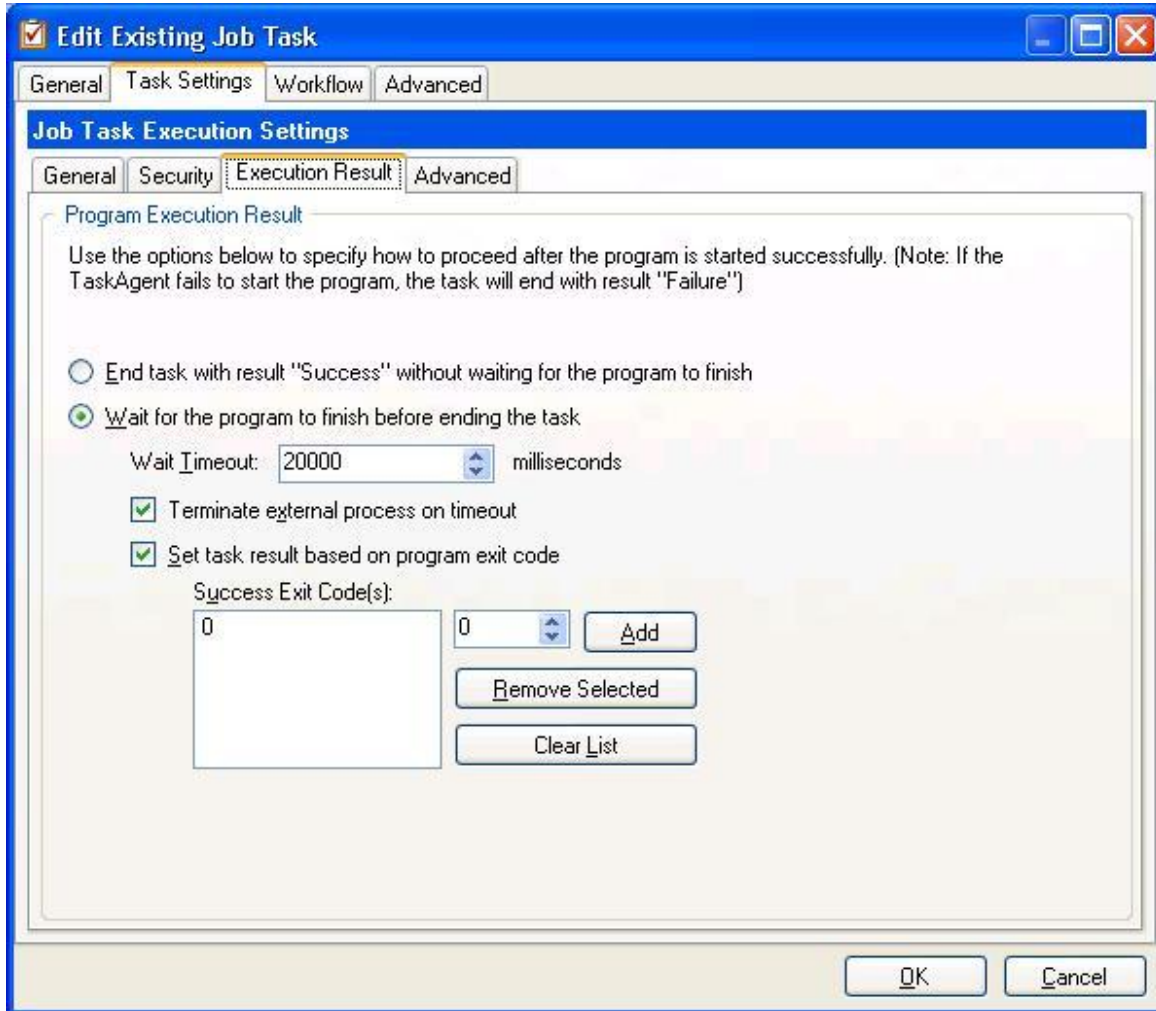 Edit Existing Job Task
General Task Settings Workflow Advanced
Job Task Execution Settings
General Security Execution Result Advanced
Program Execution Result
Use the options below to specify how to proceed after the program is started successfully. (Note: If the
TaskAgent fails to start the program, the task will end with result "Failure")
End task with result "Success" without waiting for the program to finish
Wait for the program to finish before ending the task
Wait Timeout: 20000 milliseconds
Terminate external process on timeout
Set task result based on program exit code
Success Exit Code(s):
0 0 Add
Remove Selected
Clear List
OK Cancel